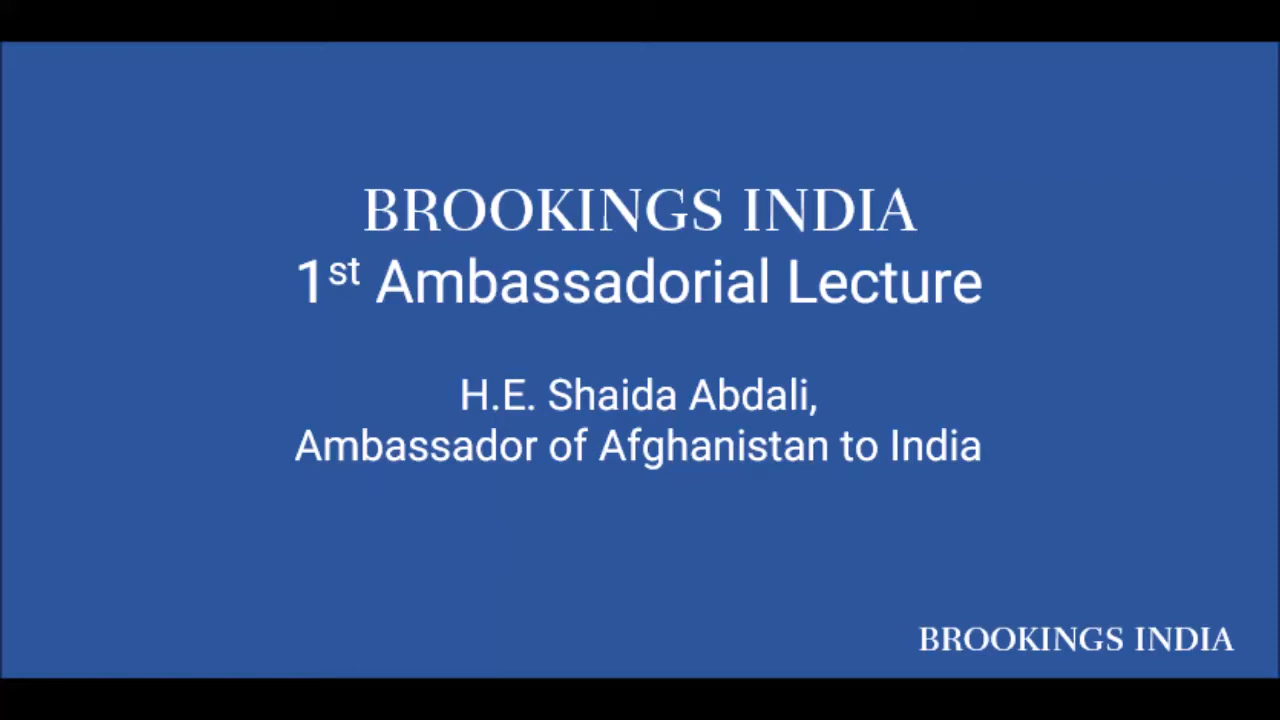 BROOKINGS INDIA
1st Ambassadorial Lecture
H.E. Shaida Abdali,
Ambassador of Afghanistan to India
BROOKINGS INDIA